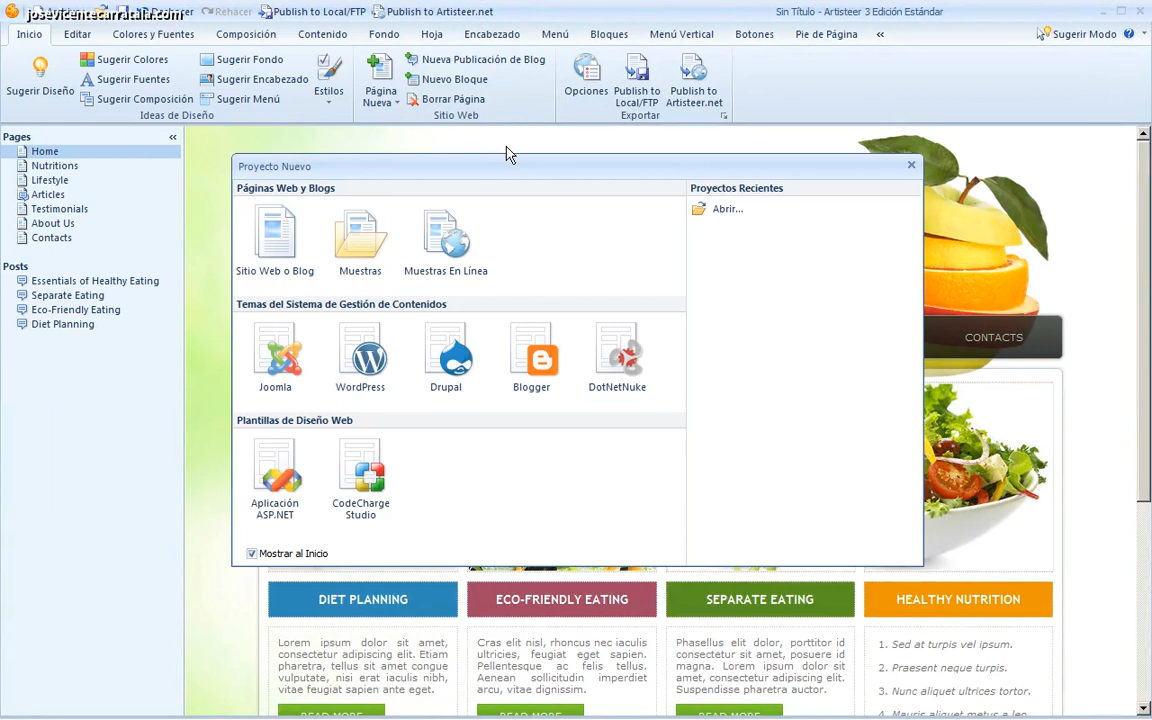 josevicentecarratala.com
Rehacer Publish to Local/FTP Publish to Artisteer.net
Sin Título - Artisteer 3 Edición Estándar
Inicio Editar Colores y Fuentes Composición Contenido Fondo Hoja Encabezado Menú Bloques Menú Vertical Botones Pie de Página « Sugerir Modo
Sugerir Diseño
Sugerir Colores
Sugerir Fuentes
Sugerir Composición
Sugerir Fondo
Sugerir Encabezado
Sugerir Menú
Estilos
Ideas de Diseño
Página
Nueva
Nueva Publicación de Blog
Nuevo Bloque
Borrar Página
Sitio Web
Opciones
Publish to
Local/FTP
Publish to
Artisteer.net
Exportar
Pages «
Home
Nutritions
Lifestyle
Articles
Testimonials
About Us
Contacts
Posts
Essentials of Healthy Eating
Separate Eating
Eco-Friendly Eating
Diet Planning
Proyecto Nuevo
Páginas Web y Blogs
Sitio Web o Blog
Muestras
Muestras En Línea
Temas del Sistema de Gestión de Contenidos
Joomla
WordPress
Drupal
Blogger
DotNetNuke
Plantillas de Diseño Web
Aplicación
ASP.NET
CodeCharge
Studio
Mostrar al Inicio
Proyectos Recientes
Abrir...
CONTACTS
DIET PLANNING
Lorem ipsum dolor sit amet,
consectetur adipiscing elit. Etiam
pharetra, tellus sit amet congue
vulputate, nisi erat iaculis nibh,
vitae feugiat sapien ante eget.
ECO-FRIENDLY EATING
Cras elit nisl, rhoncus nec iaculis
ultricies, feugiat eget sapien.
Pellentesque ac felis tellus.
Aenean sollicitudin imperdiet
arcu, vitae dignissim.
SEPARATE EATING
Phasellus elit dolor, porttitor id
consectetur sit amet, posuere id
magna. Lorem ipsum dolor sit
amet, consectetur adipiscing elit.
Suspendisse pharetra auctor.
HEALTHY NUTRITION
1. Sed at turpis vel ipsum.
2. Praesent neque turpis.
3. Nunc aliquet ultrices tortor.
4. Mauris aliquet metus a leo
READ MORE
READ MORE
READ MORE